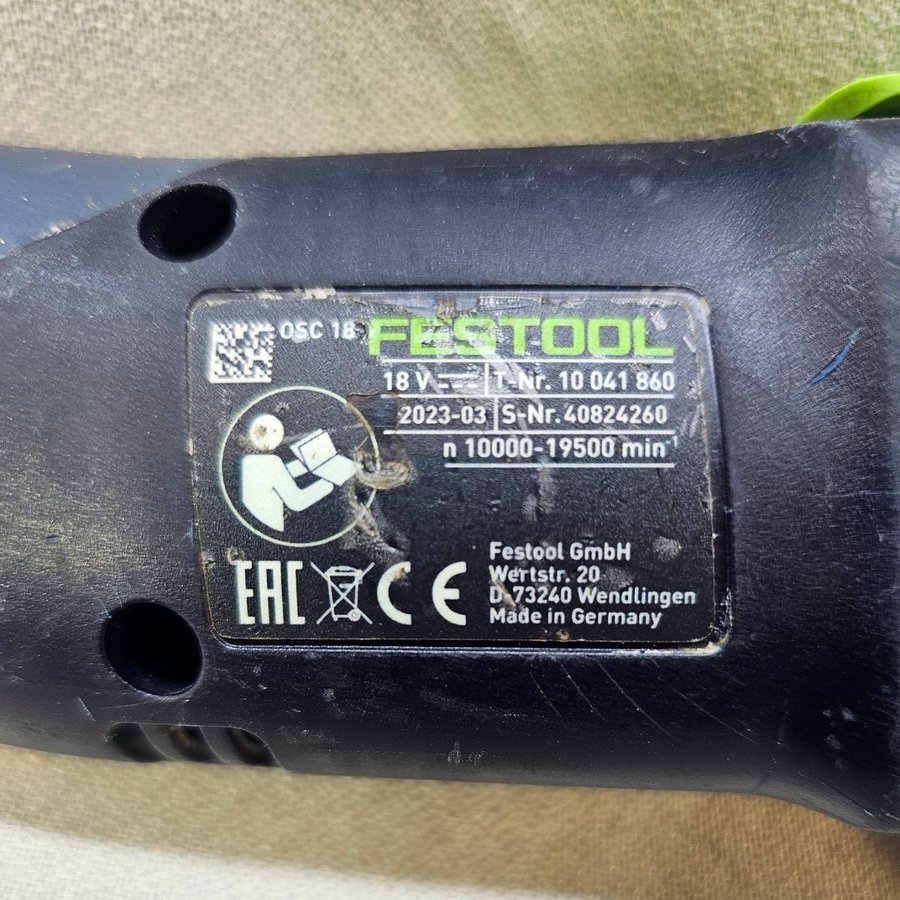 OSC 18
FESTOOL
18 V ⎓ T-Nr. 10 041 860
2023-03 S-Nr. 40824260
n 10000-19500 min⁻¹
EAC CE
Festool GmbH
Wertstr. 20
D-73240 Wendlingen
Made in Germany